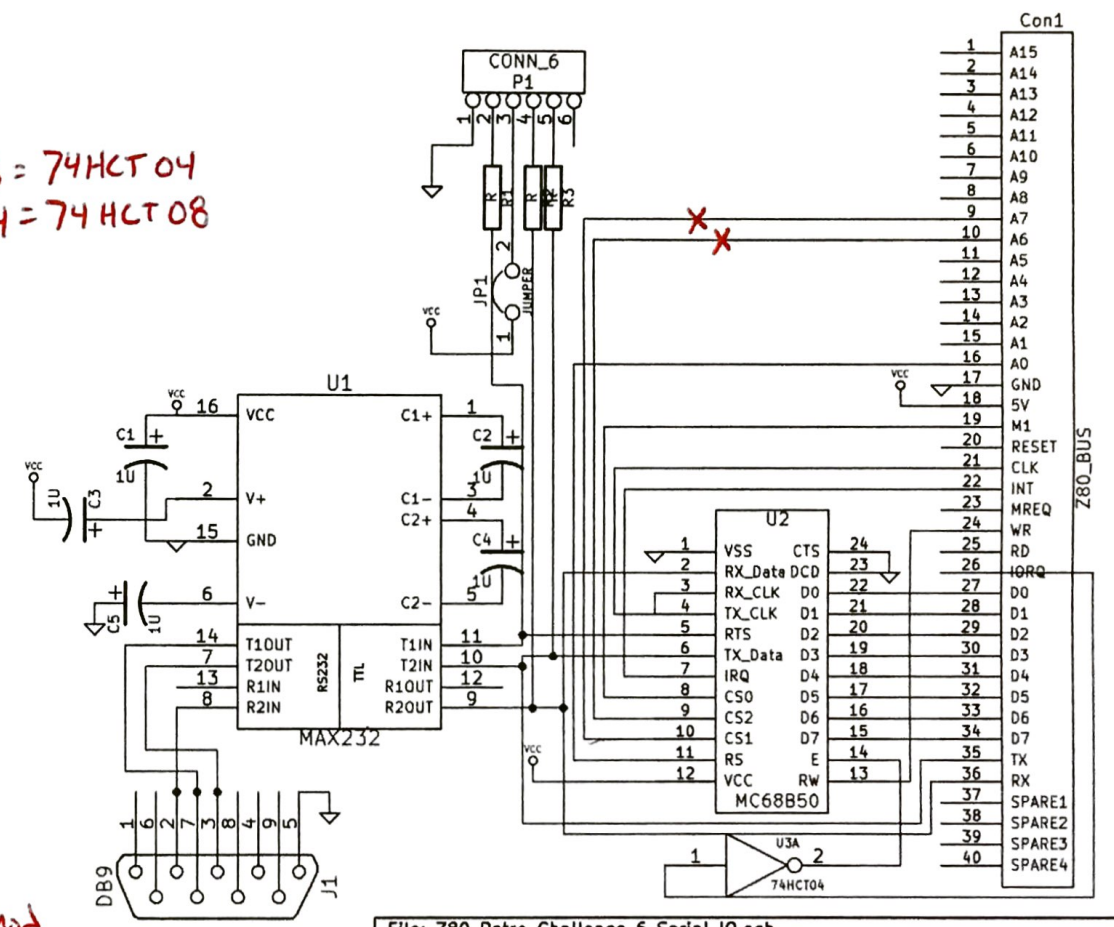 Con1
CONN_6
P1
1 2 3 4 5 6
= 74HCT04
= 74HCT08
R R1
R R2
R3
2
JP1
JUMPER
1
VCC
1 A15
2 A14
3 A13
4 A12
5 A11
6 A10
7 A9
8 A8
9 A7
10 A6
11 A5
12 A4
13 A3
14 A2
15 A1
16 A0
17 GND
18 5V
19 M1
20 RESET
21 CLK
22 INT
23 MREQ
24 WR
25 RD
26 IORQ
27 D0
28 D1
29 D2
30 D3
31 D4
32 D5
33 D6
34 D7
35 TX
36 RX
37 SPARE1
38 SPARE2
39 SPARE3
40 SPARE4
Z80_BUS
VCC
U1
VCC
16 VCC C1+ 1
C1
1U
C2
1U
VCC
1U
C3
2 V+ C1- 3
C2+ 4
15 GND
C4
1U
C5
1U
6 V- C2- 5
14 T1OUT T1IN 11
7 T2OUT T2IN 10
13 R1IN R1OUT 12
8 R2IN R2OUT 9
RS232
TTL
MAX232
U2
1 VSS CTS 24
2 RX_Data DCD 23
3 RX_CLK D0 22
4 TX_CLK D1 21
5 RTS D2 20
6 TX_Data D3 19
7 IRQ D4 18
8 CS0 D5 17
9 CS2 D6 16
10 CS1 D7 15
11 RS E 14
12 VCC RW 13
MC68B50
VCC
1 2
U3A
74HCT04
1 6 2 7 3 8 4 9 5
DB9
J1